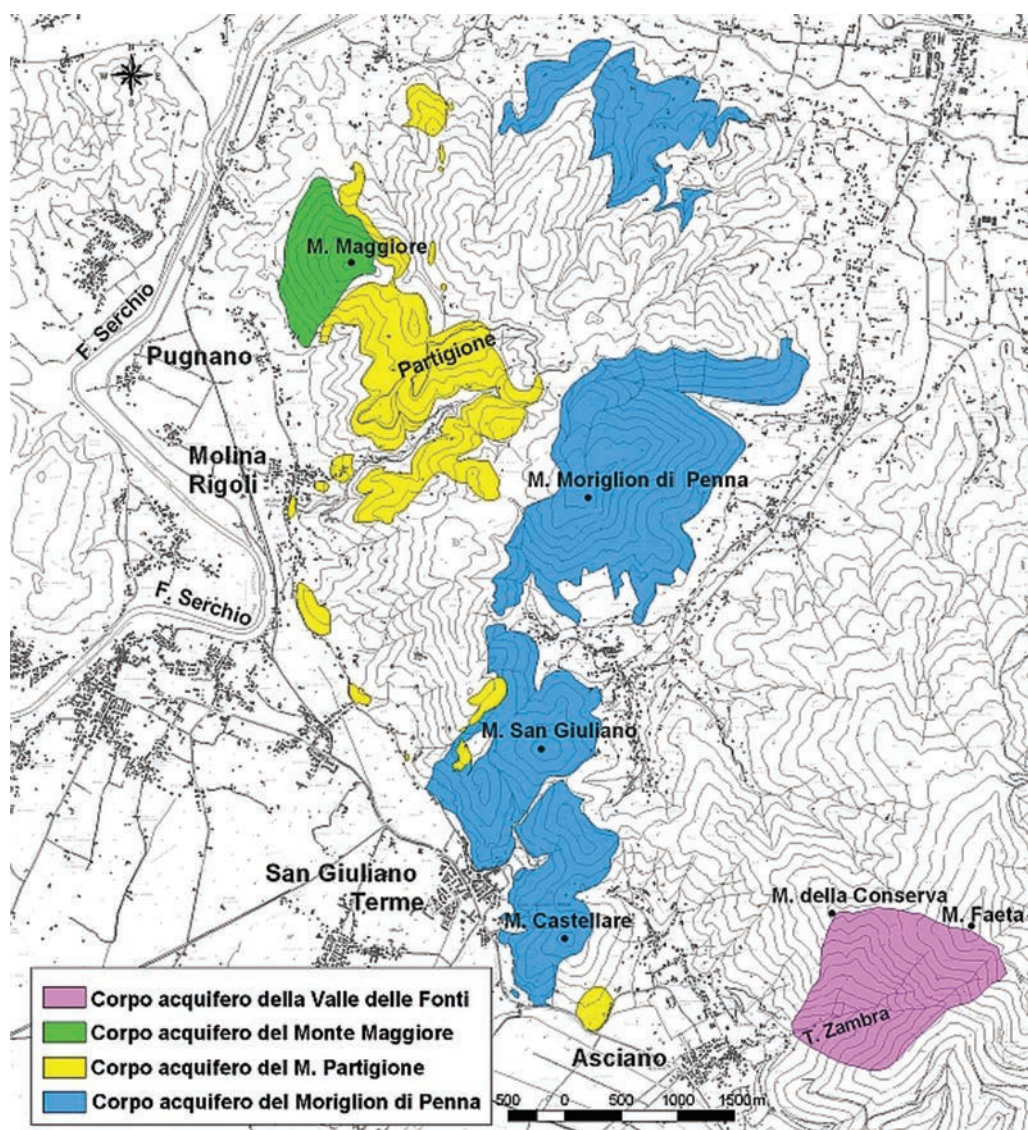 N
W E
S
M. Maggiore
F. Serchio
Pugnano
Partigione
Molina
Rigoli
M. Moriglion di Penna
F. Serchio
M. San Giuliano
San Giuliano
Terme
M. della Conserva
M. Faeta
M. Castellare
T. Zambra
Asciano
Corpo acquifero della Valle delle Fonti
Corpo acquifero del Monte Maggiore
Corpo acquifero del M. Partigione
Corpo acquifero del Moriglion di Penna
500 0 500 1000 1500m